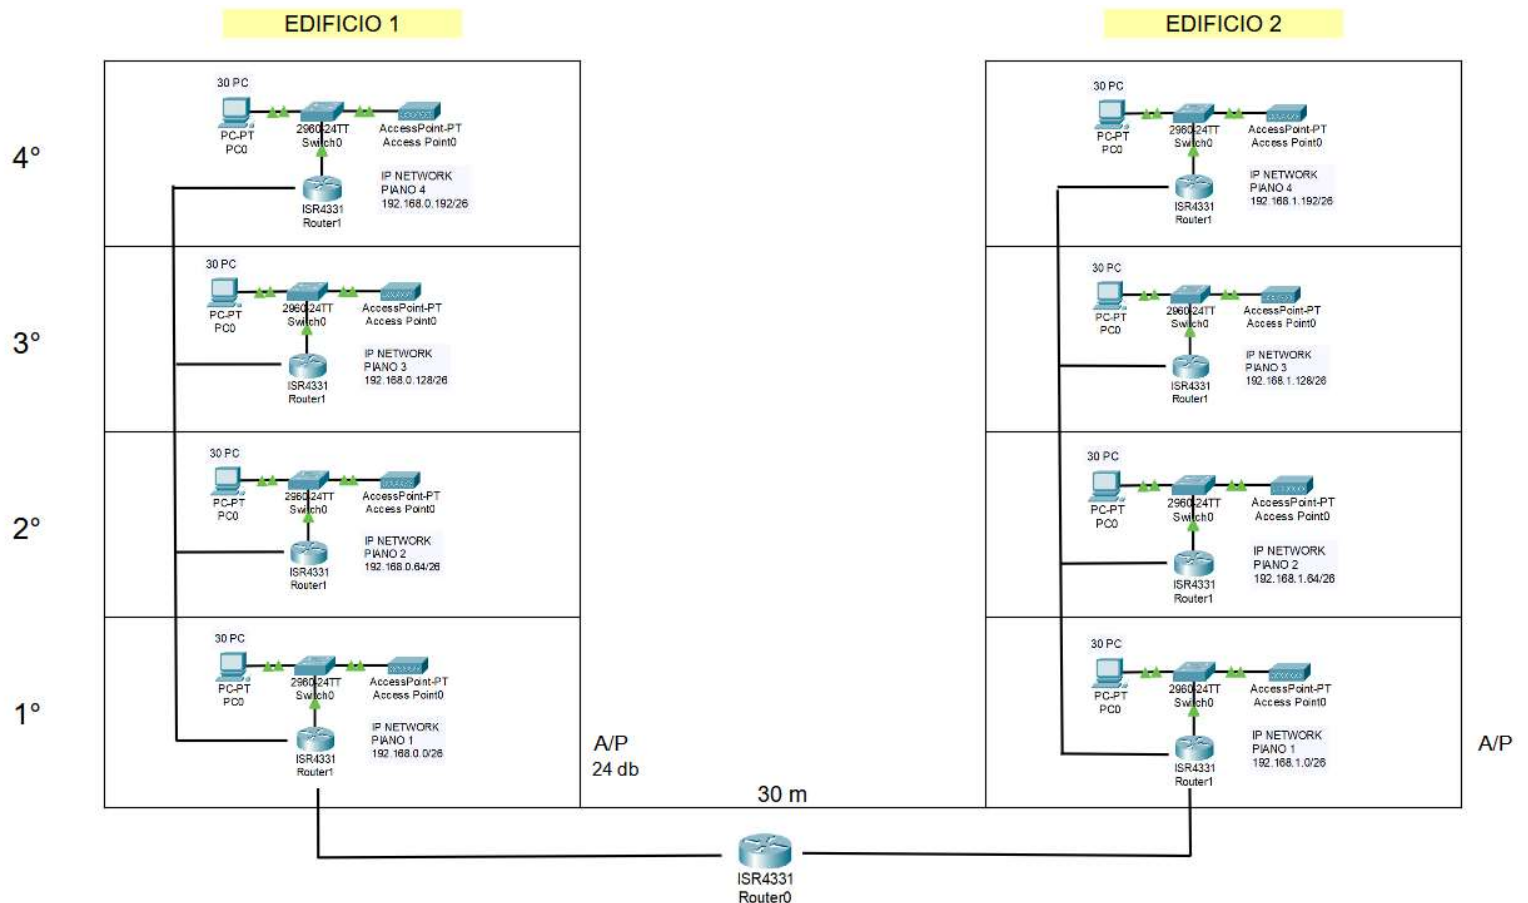 EDIFICIO 1
EDIFICIO 2
4°
30 PC
PC-PT
PC0
2960-24TT
Switch0
AccessPoint-PT
Access Point0
ISR4331
Router1
IP NETWORK
PIANO 4
192.168.0.192/26
30 PC
PC-PT
PC0
2960-24TT
Switch0
AccessPoint-PT
Access Point0
ISR4331
Router1
IP NETWORK
PIANO 4
192.168.1.192/26
3°
30 PC
PC-PT
PC0
2960-24TT
Switch0
AccessPoint-PT
Access Point0
ISR4331
Router1
IP NETWORK
PIANO 3
192.168.0.128/26
30 PC
PC-PT
PC0
2960-24TT
Switch0
AccessPoint-PT
Access Point0
ISR4331
Router1
IP NETWORK
PIANO 3
192.168.1.128/26
2°
30 PC
PC-PT
PC0
2960-24TT
Switch0
AccessPoint-PT
Access Point0
ISR4331
Router1
IP NETWORK
PIANO 2
192.168.0.64/26
30 PC
PC-PT
PC0
2960-24TT
Switch0
AccessPoint-PT
Access Point0
ISR4331
Router1
IP NETWORK
PIANO 2
192.168.1.64/26
1°
30 PC
PC-PT
PC0
2960-24TT
Switch0
AccessPoint-PT
Access Point0
ISR4331
Router1
IP NETWORK
PIANO 1
192.168.0.0/26
A/P
24 db
30 PC
PC-PT
PC0
2960-24TT
Switch0
AccessPoint-PT
Access Point0
ISR4331
Router1
IP NETWORK
PIANO 1
192.168.1.0/26
A/P
30 m
ISR4331
Router0